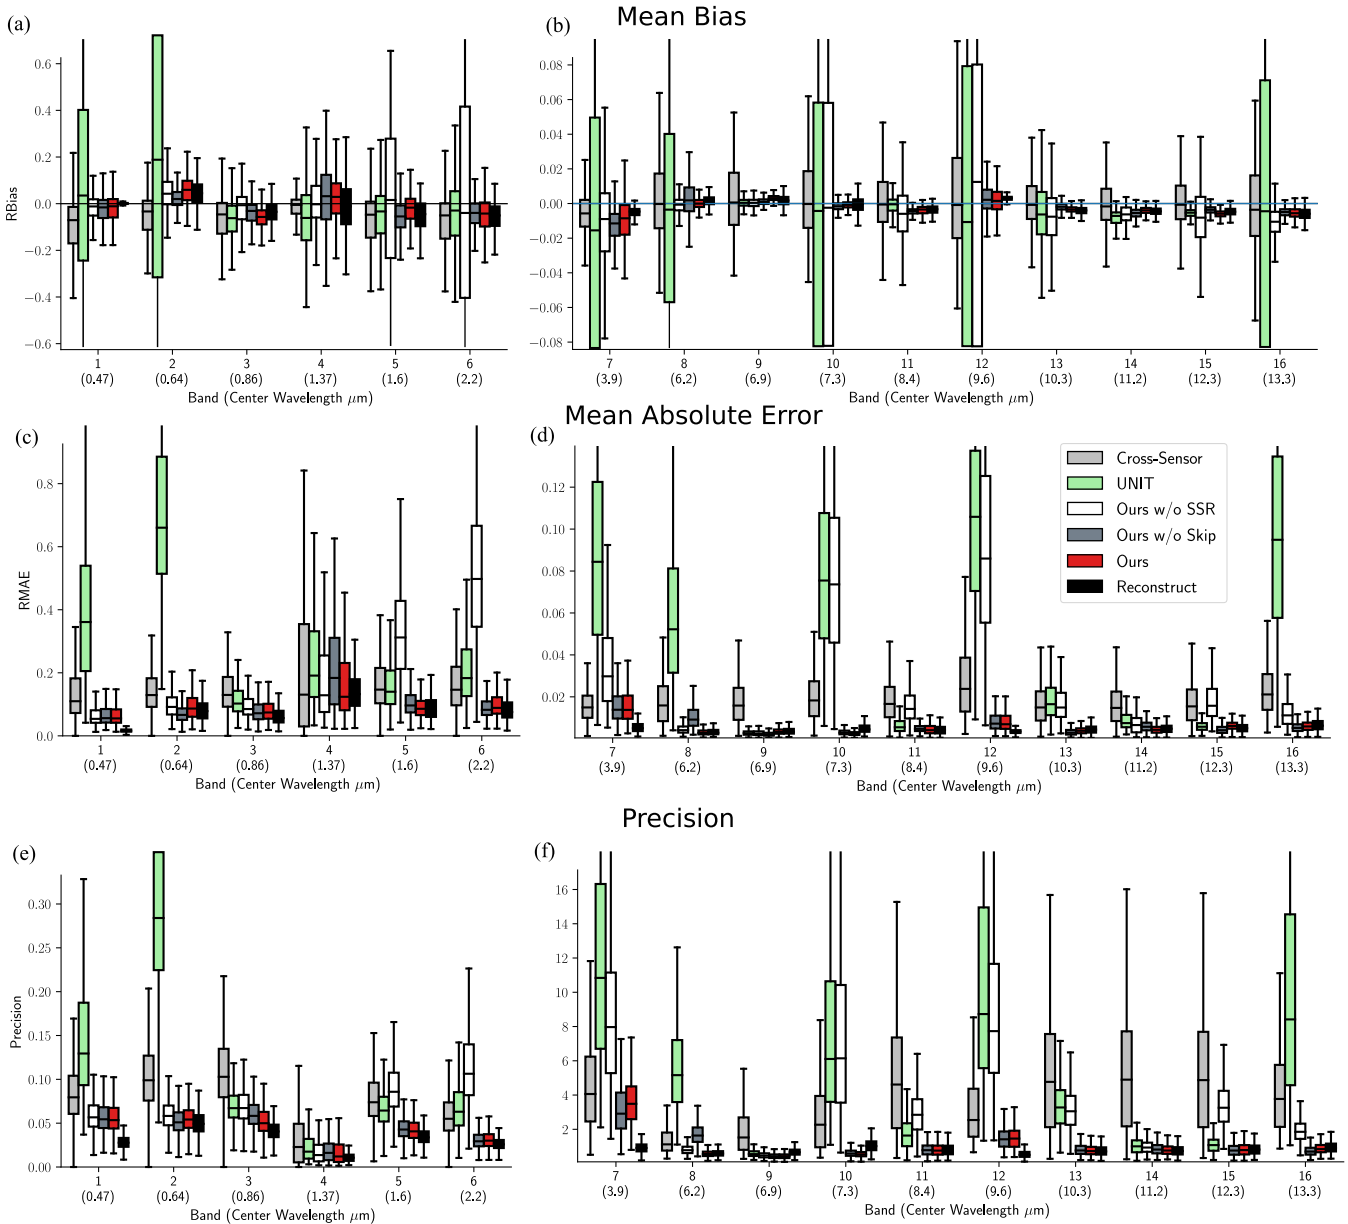 Mean Bias
(a)
RBias
0.6
0.4
0.2
0.0
−0.2
−0.4
−0.6
1 2 3 4 5 6
(0.47) (0.64) (0.86) (1.37) (1.6) (2.2)
Band (Center Wavelength μm)
(b)
0.08
0.06
0.04
0.02
0.00
−0.02
−0.04
−0.06
−0.08
7 8 9 10 11 12 13 14 15 16
(3.9) (6.2) (6.9) (7.3) (8.4) (9.6) (10.3) (11.2) (12.3) (13.3)
Band (Center Wavelength μm)
Mean Absolute Error
(c)
RMAE
0.8
0.6
0.4
0.2
0.0
1 2 3 4 5 6
(0.47) (0.64) (0.86) (1.37) (1.6) (2.2)
Band (Center Wavelength μm)
(d)
0.12
0.10
0.08
0.06
0.04
0.02
7 8 9 10 11 12 13 14 15 16
(3.9) (6.2) (6.9) (7.3) (8.4) (9.6) (10.3) (11.2) (12.3) (13.3)
Band (Center Wavelength μm)
Cross-Sensor
UNIT
Ours w/o SSR
Ours w/o Skip
Ours
Reconstruct
Precision
(e)
Precision
0.30
0.25
0.20
0.15
0.10
0.05
0.00
1 2 3 4 5 6
(0.47) (0.64) (0.86) (1.37) (1.6) (2.2)
Band (Center Wavelength μm)
(f)
16
14
12
10
8
6
4
2
7 8 9 10 11 12 13 14 15 16
(3.9) (6.2) (6.9) (7.3) (8.4) (9.6) (10.3) (11.2) (12.3) (13.3)
Band (Center Wavelength μm)